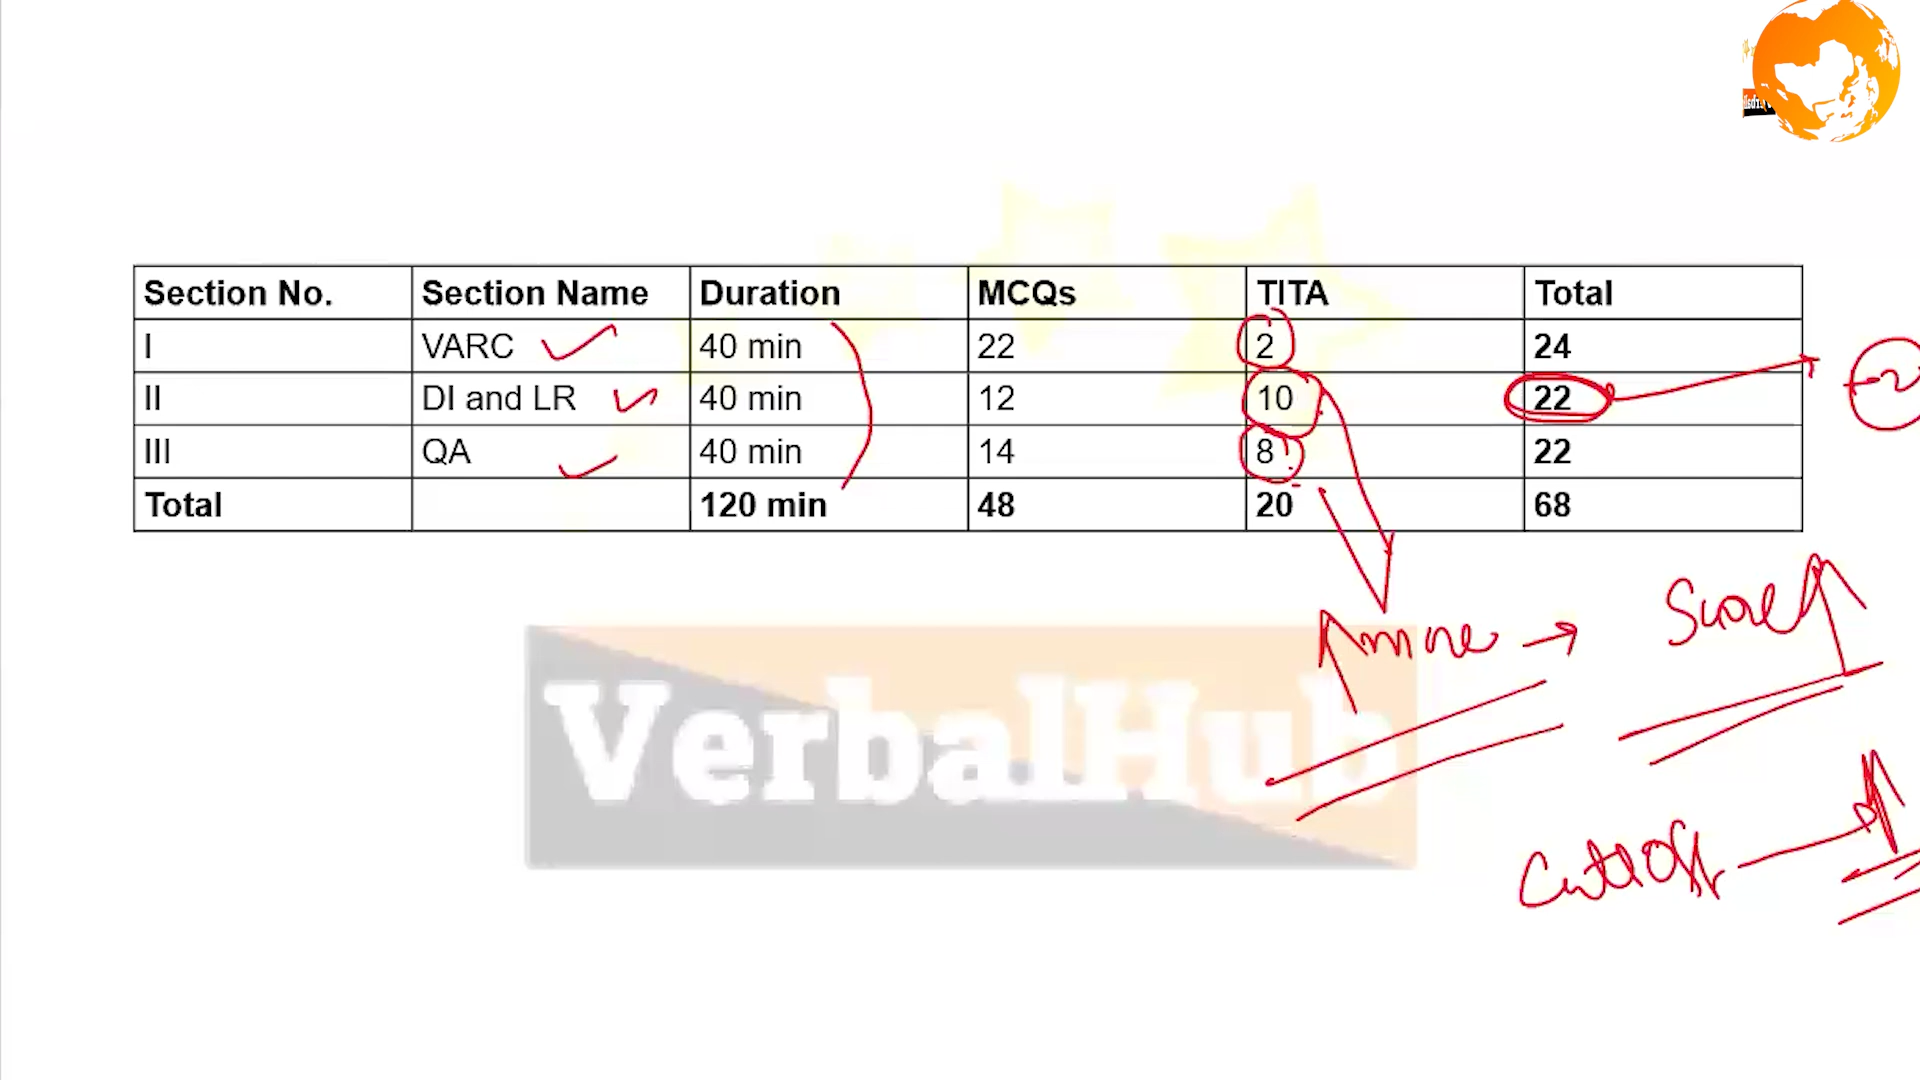 Section No. Section Name Duration MCQs TITA Total
I VARC 40 min 22 2 24
II DI and LR 40 min 12 10 22
III QA 40 min 14 8 22
Total 120 min 48 20 68
more → Score
Cutoff
VerbalHub